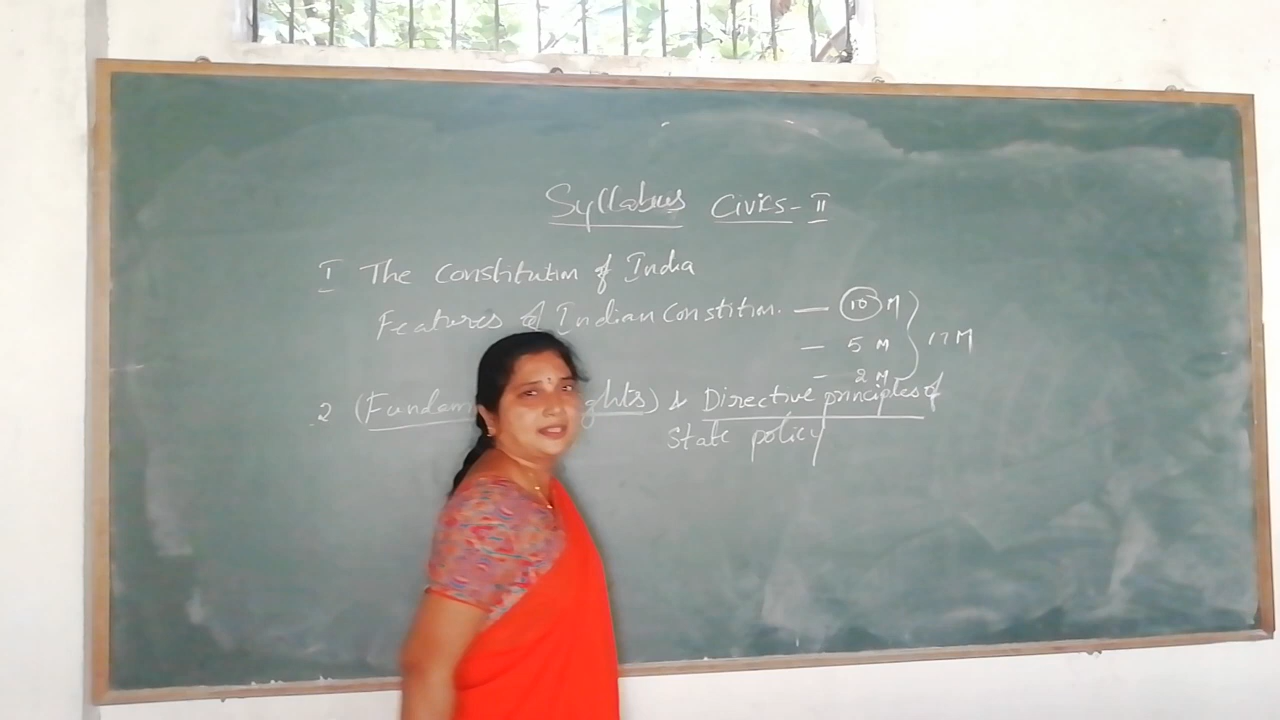 Syllabus Civics - II
I The Constitution of India
Features of Indian Constition. — 10 M
— 5 M } 17 M
- 2 M
2 (Fundam ghts) & Directive principles of
State policy